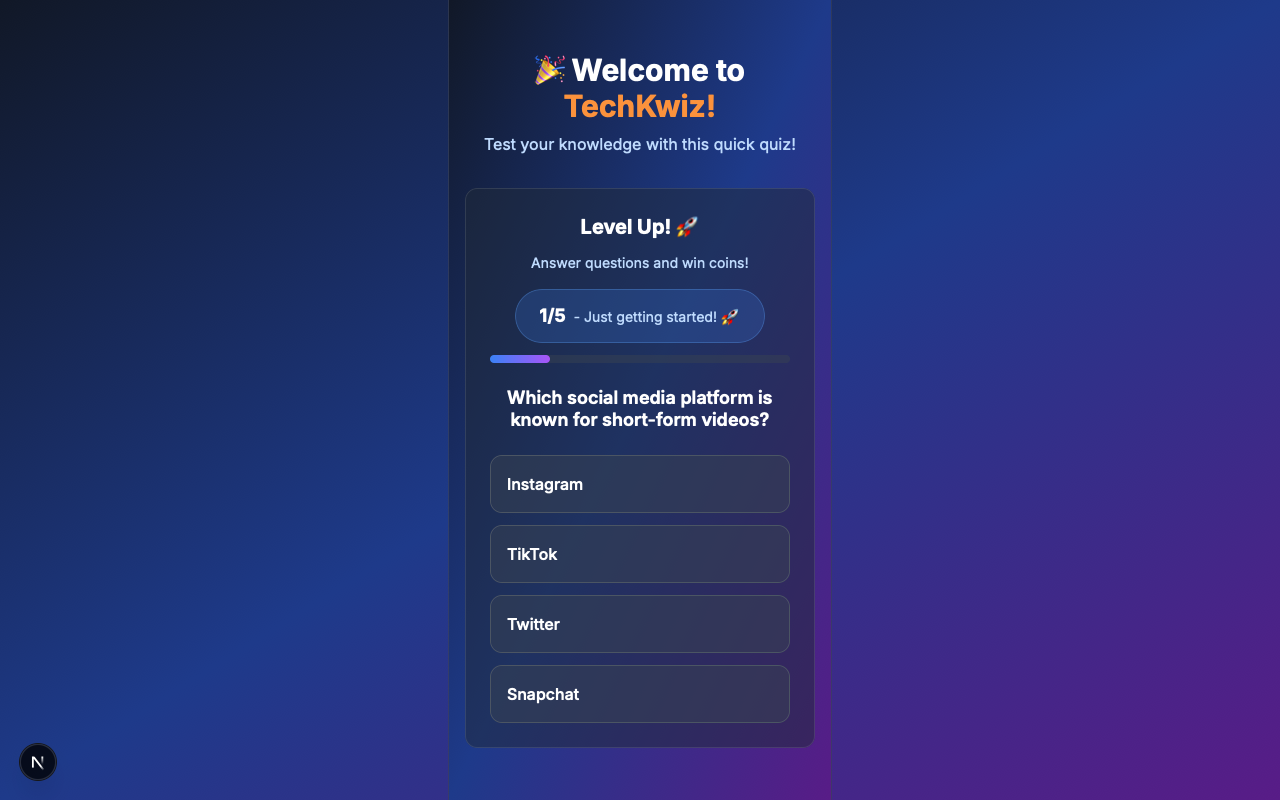 🎉 Welcome to
TechKwiz!
Test your knowledge with this quick quiz!
Level Up! 🚀
Answer questions and win coins!
1/5 - Just getting started! 🚀
Which social media platform is
known for short-form videos?
Instagram
TikTok
Twitter
Snapchat
N